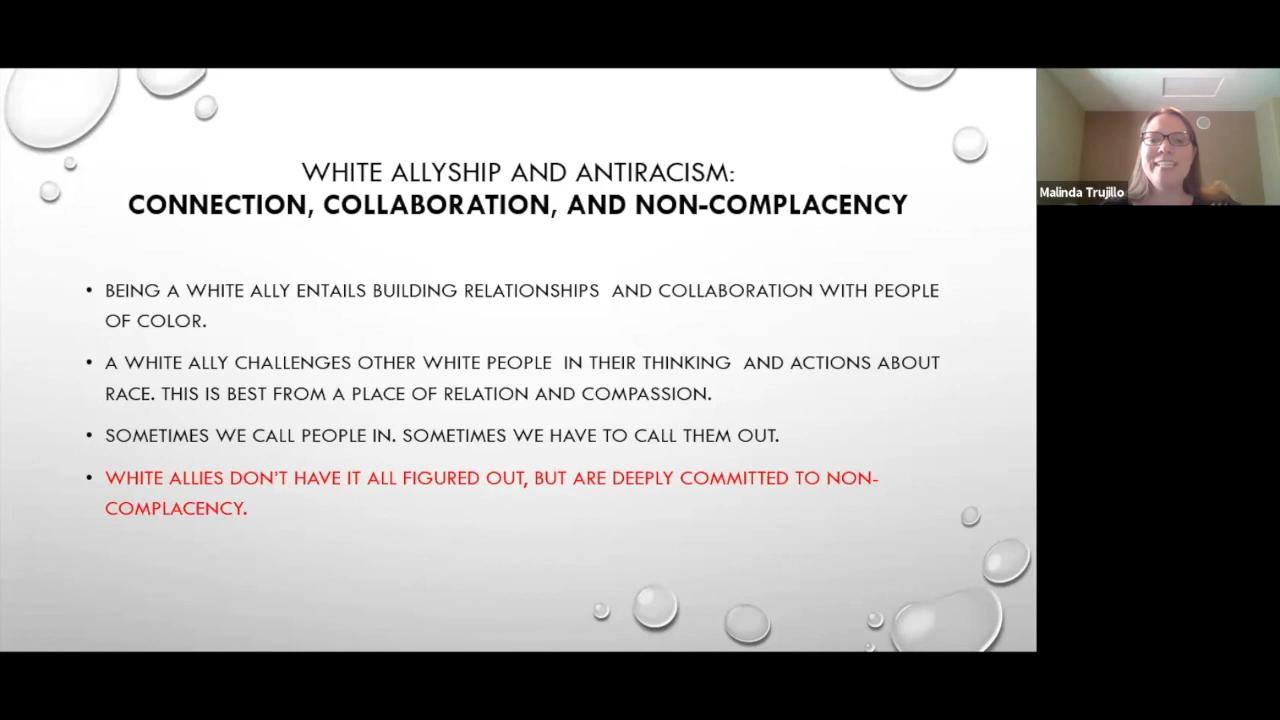 WHITE ALLYSHIP AND ANTIRACISM:
CONNECTION, COLLABORATION, AND NON-COMPLACENCY
• BEING A WHITE ALLY ENTAILS BUILDING RELATIONSHIPS AND COLLABORATION WITH PEOPLE
OF COLOR.
• A WHITE ALLY CHALLENGES OTHER WHITE PEOPLE IN THEIR THINKING AND ACTIONS ABOUT
RACE. THIS IS BEST FROM A PLACE OF RELATION AND COMPASSION.
• SOMETIMES WE CALL PEOPLE IN. SOMETIMES WE HAVE TO CALL THEM OUT.
• WHITE ALLIES DON'T HAVE IT ALL FIGURED OUT, BUT ARE DEEPLY COMMITTED TO NON-
COMPLACENCY.
Malinda Trujillo